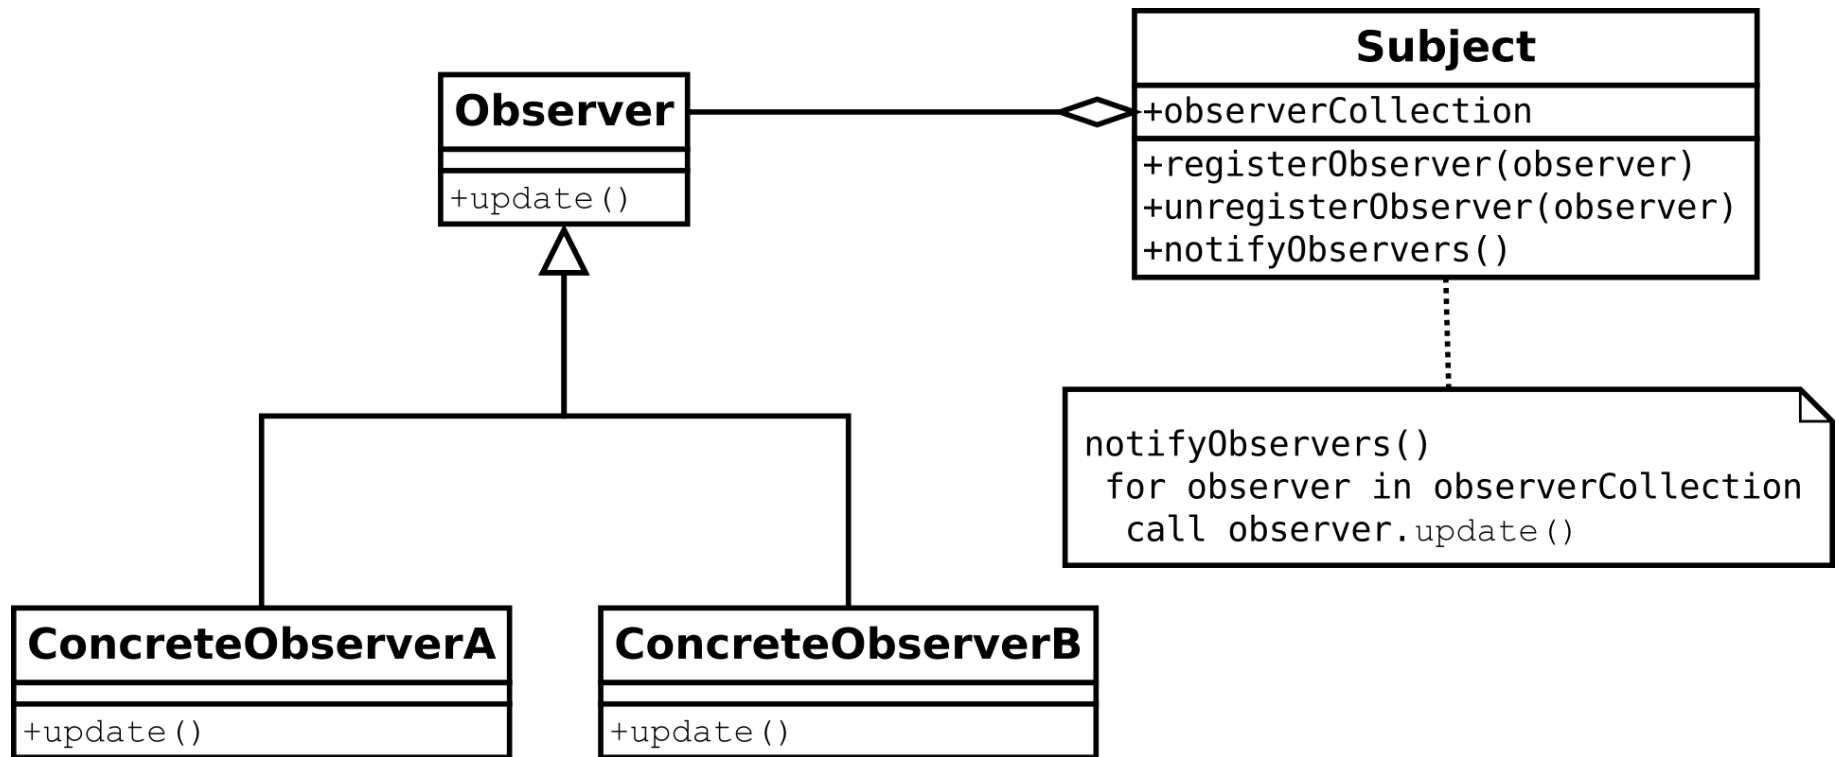 Observer
+update()
Subject
+observerCollection
+registerObserver(observer)
+unregisterObserver(observer)
+notifyObservers()
notifyObservers()
for observer in observerCollection
call observer.update()
ConcreteObserverA
+update()
ConcreteObserverB
+update()